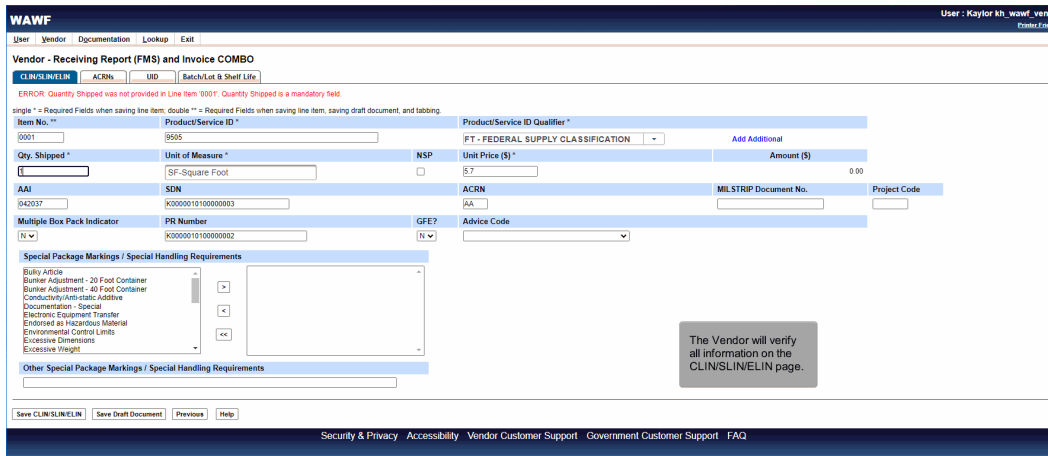 User : Kaylor kh_wawf_ven
WAWF
Printer Frie
User Vendor Documentation Lookup Exit
Vendor - Receiving Report (FMS) and Invoice COMBO
CLIN/SLIN/ELIN ACRNs UID Batch/Lot & Shelf Life
ERROR: Quantity Shipped was not provided in Line Item '0001'. Quantity Shipped is a mandatory field.
single * = Required Fields when saving line item; double ** = Required Fields when saving line item, saving draft document, and tabbing.
Item No. ** Product/Service ID * Product/Service ID Qualifier *
0001 9505 FT - FEDERAL SUPPLY CLASSIFICATION Add Additional
Qty. Shipped * Unit of Measure * NSP Unit Price ($) * Amount ($)
1 SF-Square Foot 5.7 0.00
AAI SDN ACRN MILSTRIP Document No. Project Code
042037 K0000010100000003 AA
Multiple Box Pack Indicator PR Number GFE? Advice Code
N K0000010100000002 N
Special Package Markings / Special Handling Requirements
Bulky Article
Bunker Adjustment - 20 Foot Container
Bunker Adjustment - 40 Foot Container
Conductivity/Anti-static Additive
Documentation - Special
Electronic Equipment Transfer
Endorsed as Hazardous Material
Environmental Control Limits
Excessive Dimensions
Excessive Weight
>
<
<<
The Vendor will verify
all information on the
CLIN/SLIN/ELIN page.
Other Special Package Markings / Special Handling Requirements
Save CLIN/SLIN/ELIN Save Draft Document Previous Help
Security & Privacy Accessibility Vendor Customer Support Government Customer Support FAQ